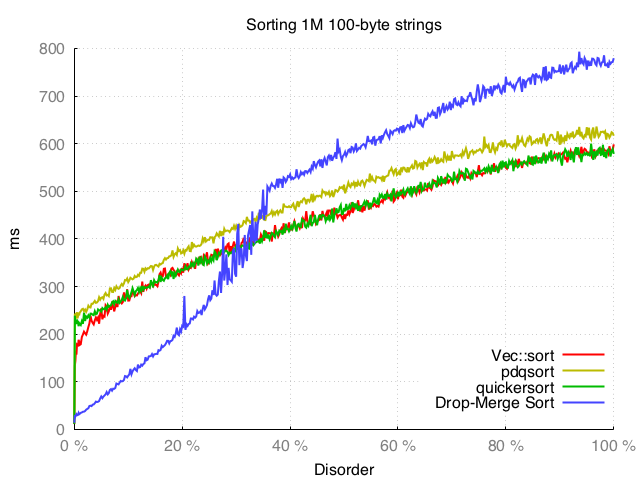 Sorting 1M 100-byte strings
800
700
600
500
400
300
200
100
0
ms
0 %
20 %
40 %
60 %
80 %
100 %
Disorder
Vec::sort
pdqsort
quickersort
Drop-Merge Sort